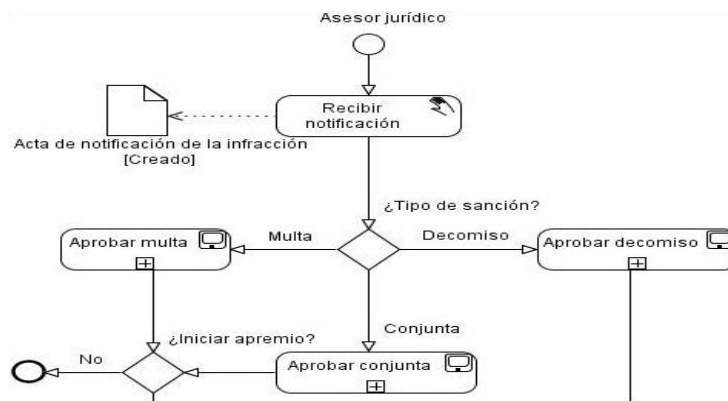 Asesor jurídico
Recibir
notificación
Acta de notificación de la infracción
[Creado]
¿Tipo de sanción?
Aprobar multa
Multa
Decomiso
Aprobar decomiso
¿Iniciar apremio?
Conjunta
No
Aprobar conjunta